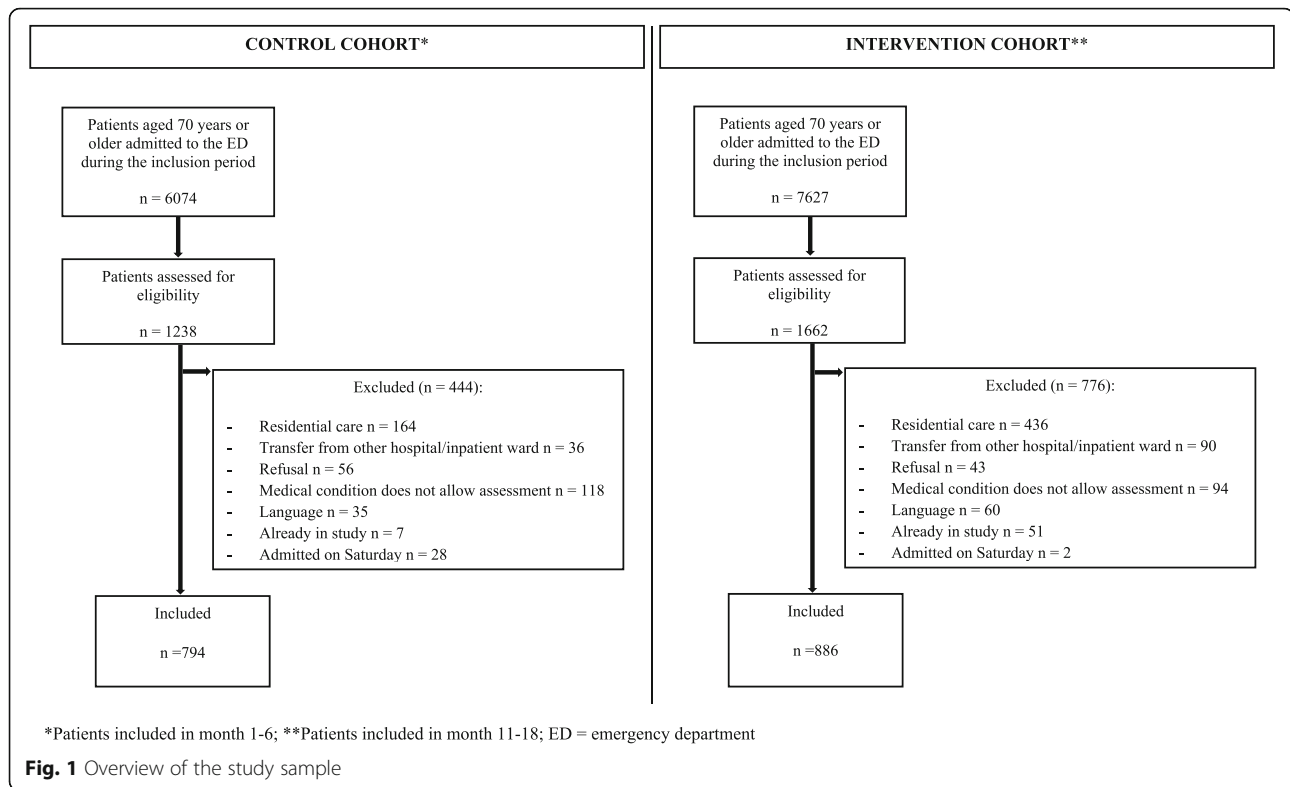 CONTROL COHORT*
Patients aged 70 years or
older admitted to the ED
during the inclusion period
n = 6074
Patients assessed for
eligibility
n = 1238
Excluded (n = 444):
- Residential care n = 164
- Transfer from other hospital/inpatient ward n = 36
- Refusal n = 56
- Medical condition does not allow assessment n = 118
- Language n = 35
- Already in study n = 7
- Admitted on Saturday n = 28
Included
n =794
INTERVENTION COHORT**
Patients aged 70 years or
older admitted to the ED
during the inclusion period
n = 7627
Patients assessed for
eligibility
n = 1662
Excluded (n = 776):
- Residential care n = 436
- Transfer from other hospital/inpatient ward n = 90
- Refusal n = 43
- Medical condition does not allow assessment n = 94
- Language n = 60
- Already in study n = 51
- Admitted on Saturday n = 2
Included
n =886
*Patients included in month 1-6; **Patients included in month 11-18; ED = emergency department
Fig. 1 Overview of the study sample